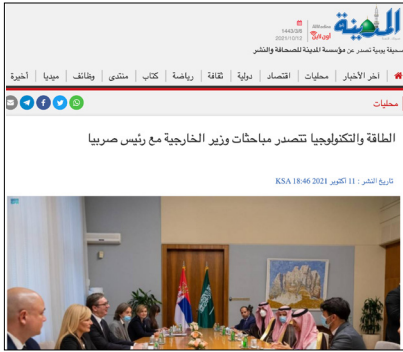 المدينة
أون لاين
1443/3/6
2021/10/12
صحيفة يومية تصدر عن مؤسسة المدينة للصحافة والنشر
آخر الأخبار | محليات | اقتصاد | دولية | ثقافة | رياضة | كتاب | منتدى | وظائف | ميديا | أخيرة
محليات
الطاقة والتكنولوجيا تتصدر مباحثات وزير الخارجية مع رئيس صربيا
تاريخ النشر : 11 أكتوبر 2021 18:46 KSA